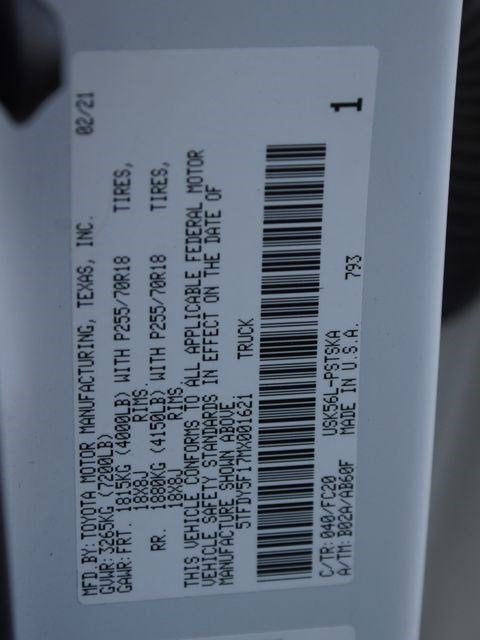 MFD.BY:TOYOTA MOTOR MANUFACTURING, TEXAS, INC. 02/21
GVWR:3265KG(7200LB)
GAWR:FRT. 1815KG (4000LB) WITH P255/70R18 TIRES,
18X8J RIMS.
RR. 1880KG (4150LB) WITH P255/70R18 TIRES,
18X8J RIMS.
THIS VEHICLE CONFORMS TO ALL APPLICABLE FEDERAL MOTOR
VEHICLE SAFETY STANDARDS IN EFFECT ON THE DATE OF
MANUFACTURE SHOWN ABOVE.
5TFDY5F17MX001621 TRUCK
C/TR:040/FC20 USK56L-PSTSKA 793 1
A/TM:B02A/AB60F MADE IN U.S.A.